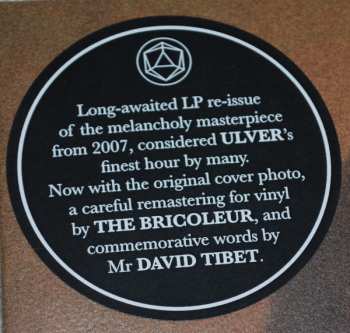 Long-awaited LP re-issue
of the melancholy masterpiece
from 2007, considered ULVER's
finest hour by many.
Now with the original cover photo,
a careful remastering for vinyl
by THE BRICOLEUR, and
commemorative words by
Mr DAVID TIBET.